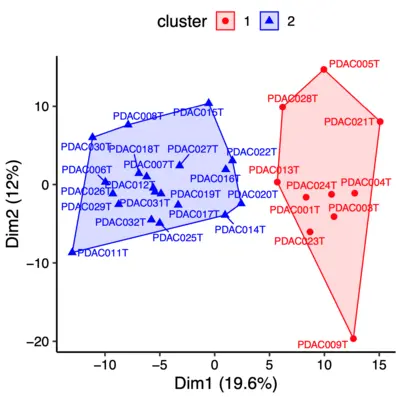 cluster 1 2
PDAC005T
PDAC028T
PDAC008T PDAC015T
PDAC021T
PDAC030T PDAC018T PDAC027T
PDAC022T
PDAC006T PDAC007T PDAC016T PDAC013T
PDAC026T PDAC012T PDAC019T PDAC020T PDAC024T PDAC004T
PDAC029T PDAC031T PDAC017T PDAC001T PDAC003T
PDAC032T PDAC014T
PDAC025T PDAC023T
PDAC011T
PDAC009T
10
0
−10
−20
Dim2 (12%)
−10 −5 0 5 10 15
Dim1 (19.6%)